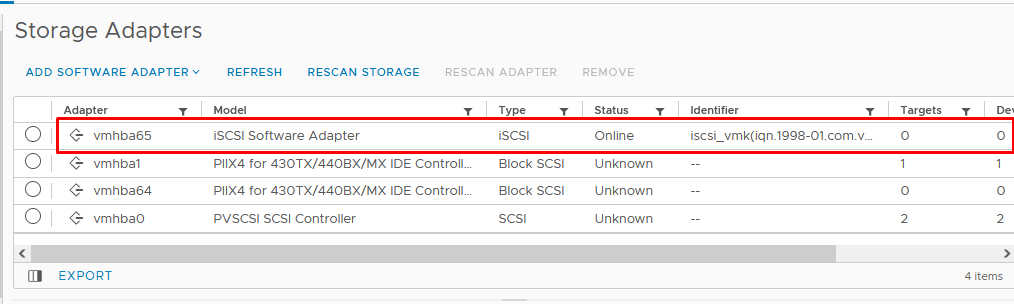 Storage Adapters
ADD SOFTWARE ADAPTER REFRESH RESCAN STORAGE RESCAN ADAPTER REMOVE
Adapter Model Type Status Identifier Targets Dev
vmhba65 iSCSI Software Adapter iSCSI Online iscsi_vmk(iqn.1998-01.com.v... 0 0
vmhba1 PIIX4 for 430TX/440BX/MX IDE Controll... Block SCSI Unknown -- 1 1
vmhba64 PIIX4 for 430TX/440BX/MX IDE Controll... Block SCSI Unknown -- 0 0
vmhba0 PVSCSI SCSI Controller SCSI Unknown -- 2 2
EXPORT 4 items